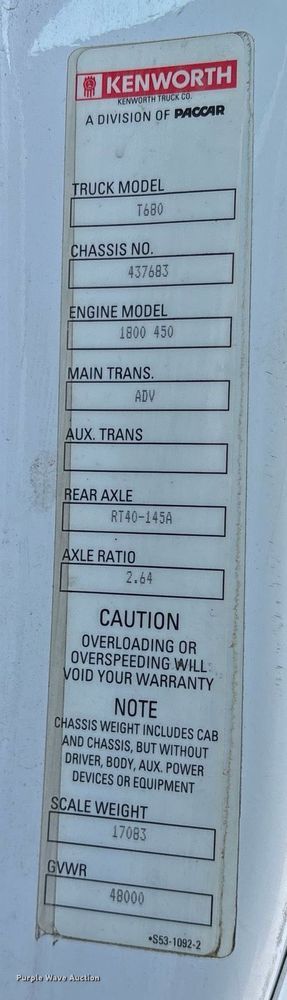 KENWORTH
KENWORTH TRUCK CO.
A DIVISION OF PACCAR
TRUCK MODEL
T680
CHASSIS NO.
437683
ENGINE MODEL
1800 450
MAIN TRANS.
ADV
AUX. TRANS
REAR AXLE
RT40-145A
AXLE RATIO
2.64
CAUTION
OVERLOADING OR
OVERSPEEDING WILL
VOID YOUR WARRANTY
NOTE
CHASSIS WEIGHT INCLUDES CAB
AND CHASSIS, BUT WITHOUT
DRIVER, BODY, AUX. POWER
DEVICES OR EQUIPMENT
SCALE WEIGHT
17083
GVWR
48000
•S53-1092-2
Purple Wave Auction